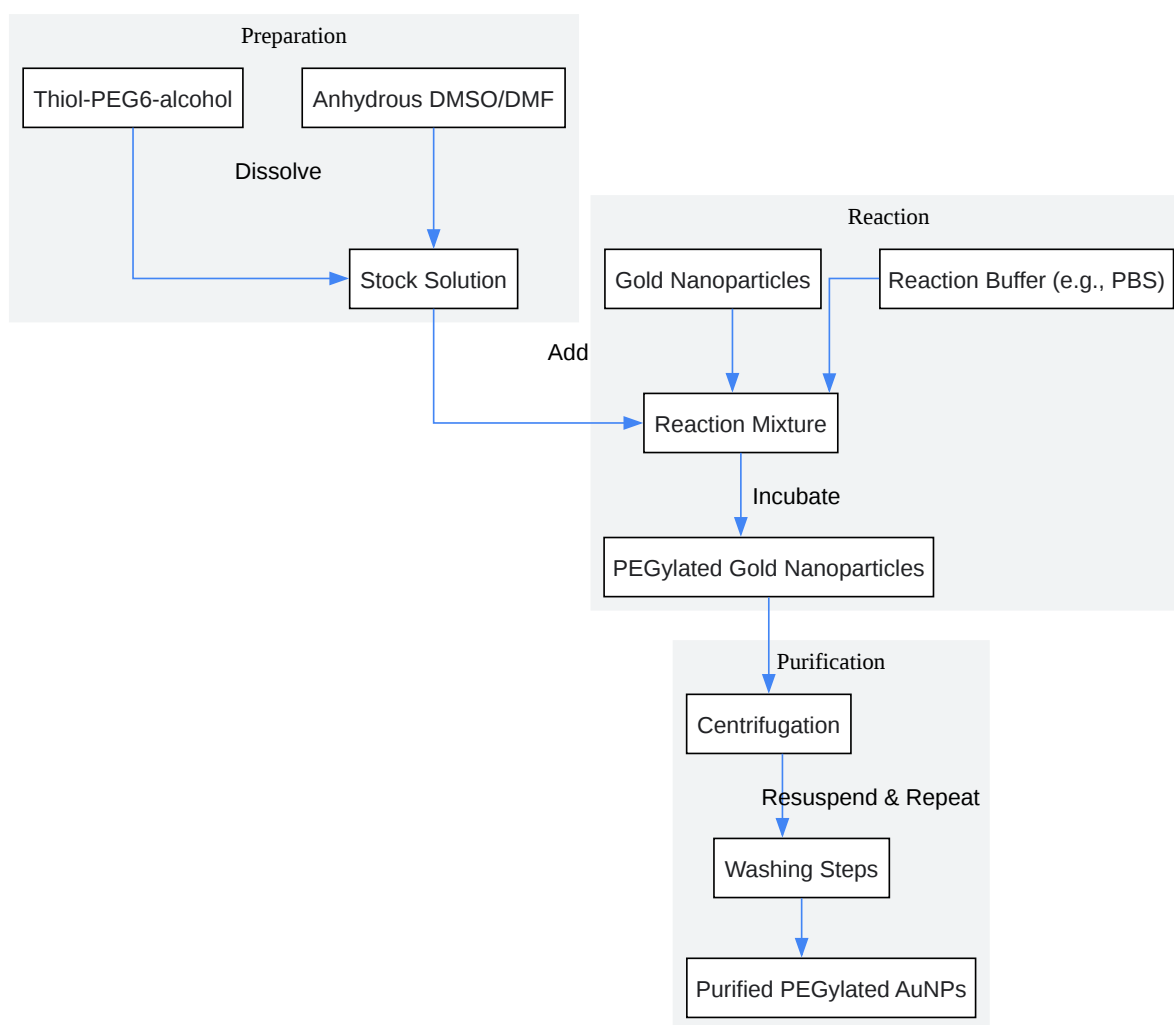 Preparation
Thiol-PEG6-alcohol
Anhydrous DMSO/DMF
Dissolve
Stock Solution
Reaction
Gold Nanoparticles
Reaction Buffer (e.g., PBS)
Add
Reaction Mixture
Incubate
PEGylated Gold Nanoparticles
Purification
Centrifugation
Resuspend & Repeat
Washing Steps
Purified PEGylated AuNPs